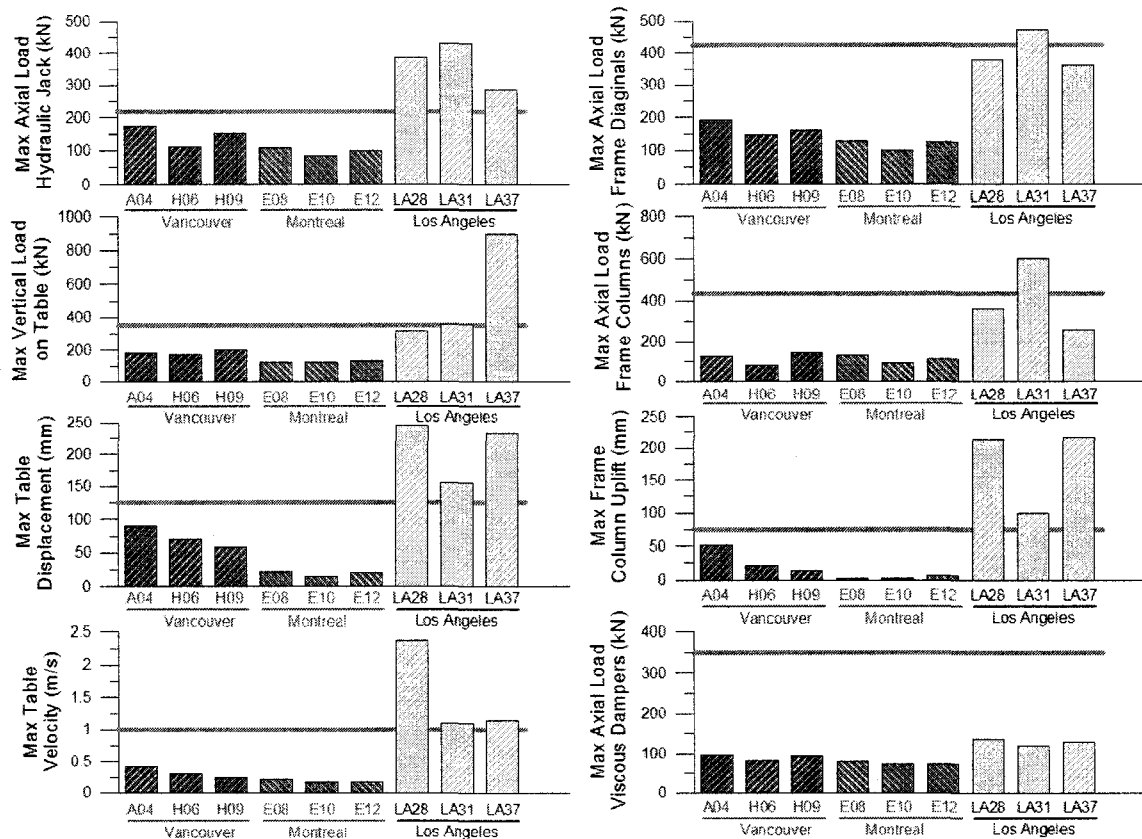 Max Axial Load
Hydraulic Jack (kN)
500
400
300
200
100
0
A04 H06 H09 E08 E10 E12 LA28 LA31 LA37
Vancouver Montreal Los Angeles
Max Axial Load
Frame Diaginals (kN)
500
400
300
200
100
0
A04 H06 H09 E08 E10 E12 LA28 LA31 LA37
Vancouver Montreal Los Angeles
Max Vertical Load
on Table (kN)
1000
800
600
400
200
0
A04 H06 H09 E08 E10 E12 LA28 LA31 LA37
Vancouver Montreal Los Angeles
Max Axial Load
Frame Columns (kN)
800
600
400
200
0
A04 H06 H09 E08 E10 E12 LA28 LA31 LA37
Vancouver Montreal Los Angeles
Max Table
Displacement (mm)
250
200
150
100
50
0
A04 H06 H09 E08 E10 E12 LA28 LA31 LA37
Vancouver Montreal Los Angeles
Max Frame
Column Uplift (mm)
250
200
150
100
50
0
A04 H06 H09 E08 E10 E12 LA28 LA31 LA37
Vancouver Montreal Los Angeles
Max Table
Velocity (m/s)
2.5
2
1.5
1
0.5
0
A04 H06 H09 E08 E10 E12 LA28 LA31 LA37
Vancouver Montreal Los Angeles
Max Axial Load
Viscous Dampers (kN)
400
300
200
100
0
A04 H06 H09 E08 E10 E12 LA28 LA31 LA37
Vancouver Montreal Los Angeles